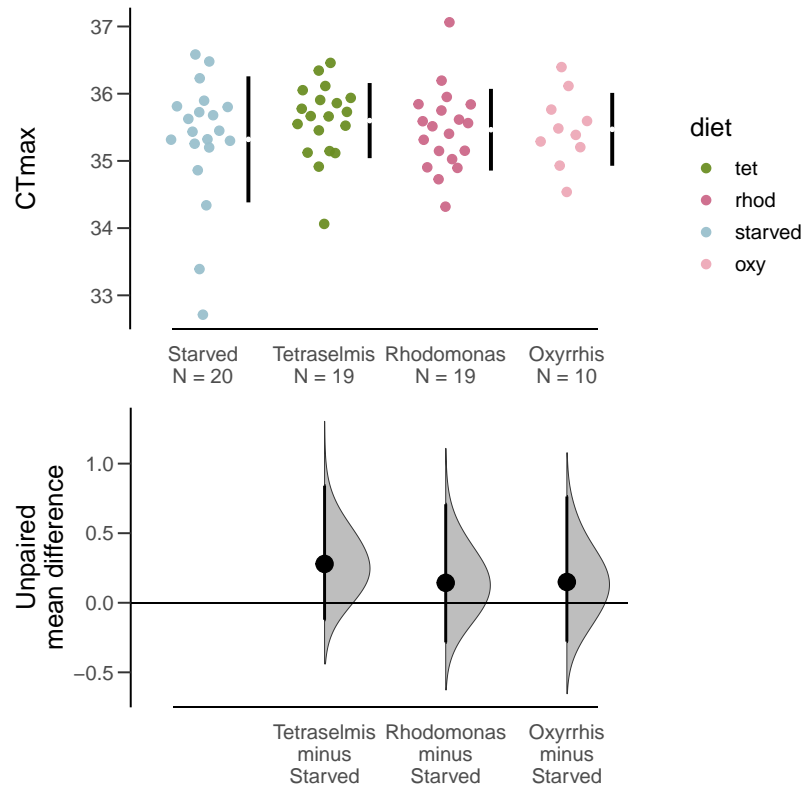 37
36
35
34
33
CTmax
Starved
N = 20
Tetraselmis
N = 19
Rhodomonas
N = 19
Oxyrrhis
N = 10
diet
tet
rhod
starved
oxy
1.0
0.5
0.0
−0.5
Unpaired
mean difference
Tetraselmis
minus
Starved
Rhodomonas
minus
Starved
Oxyrrhis
minus
Starved